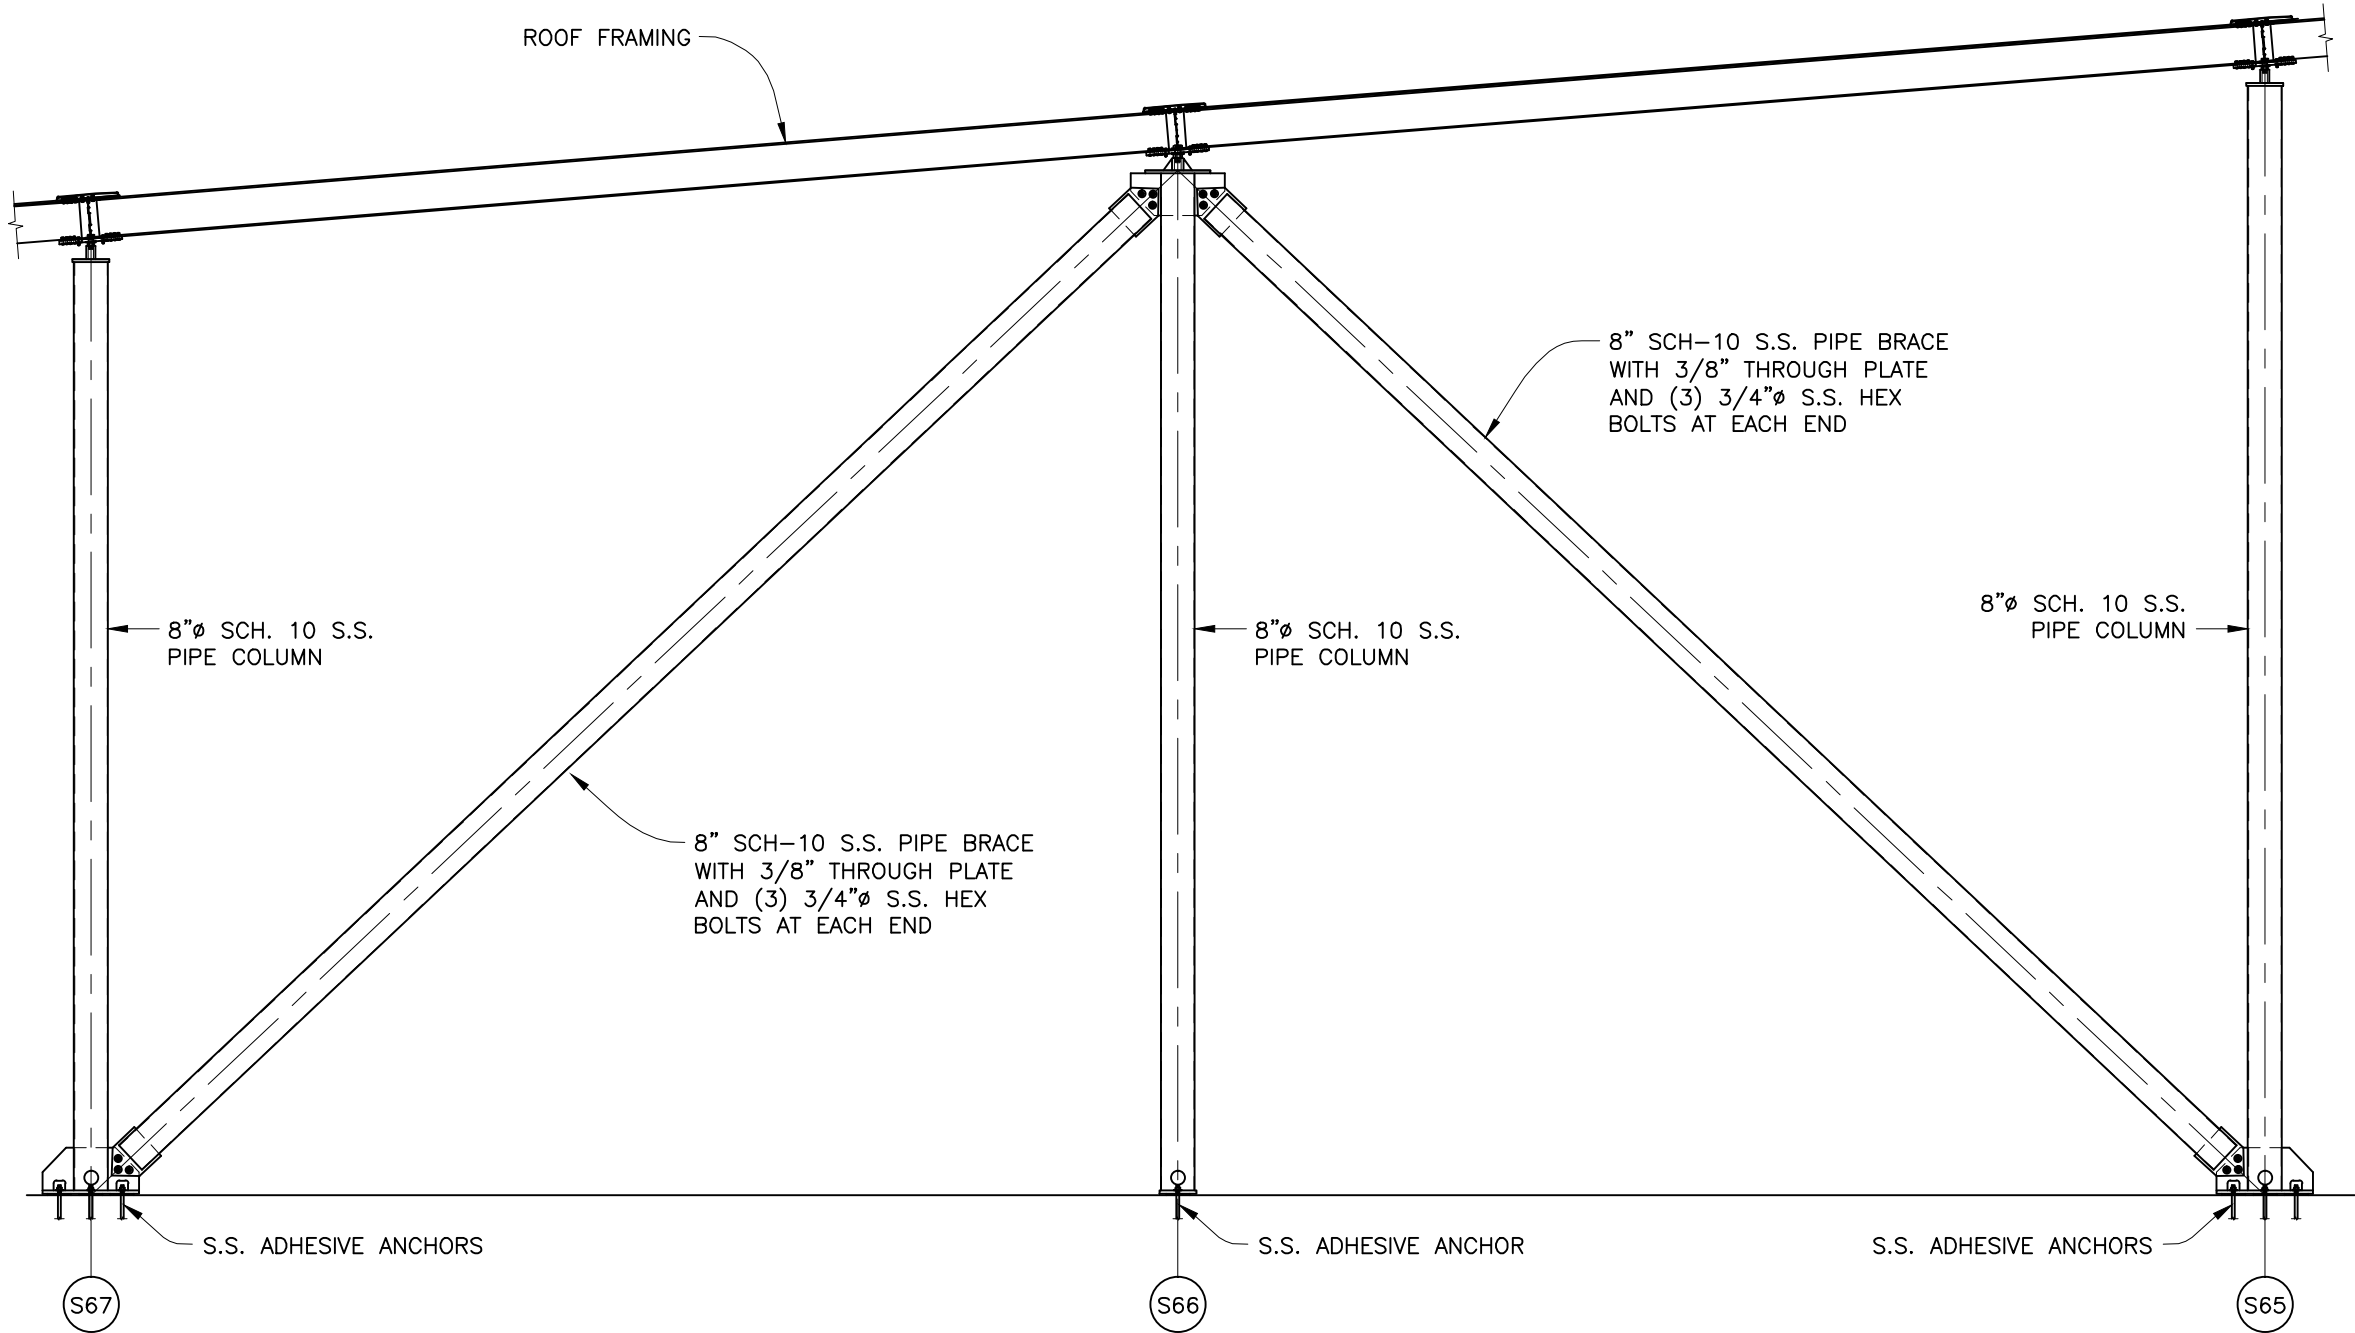 ROOF FRAMING
8" SCH-10 S.S. PIPE BRACE
WITH 3/8" THROUGH PLATE
AND (3) 3/4"ø S.S. HEX
BOLTS AT EACH END
8"ø SCH. 10 S.S.
PIPE COLUMN
8"ø SCH. 10 S.S.
PIPE COLUMN
8"ø SCH. 10 S.S.
PIPE COLUMN
8" SCH-10 S.S. PIPE BRACE
WITH 3/8" THROUGH PLATE
AND (3) 3/4"ø S.S. HEX
BOLTS AT EACH END
S.S. ADHESIVE ANCHORS
S.S. ADHESIVE ANCHOR
S.S. ADHESIVE ANCHORS
S67
S66
S65